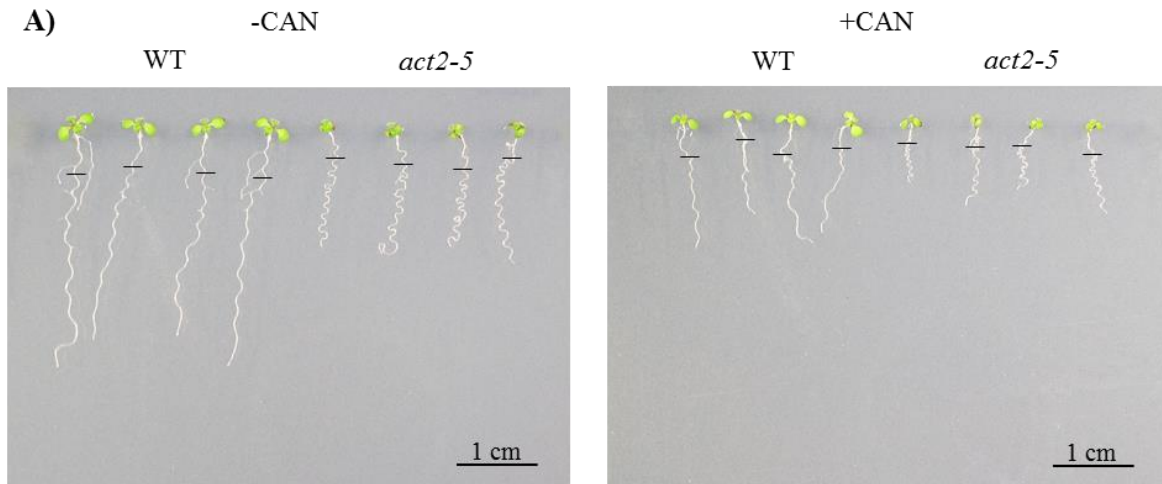 A)
-CAN
+CAN
WT
act2-5
WT
act2-5
1 cm
1 cm